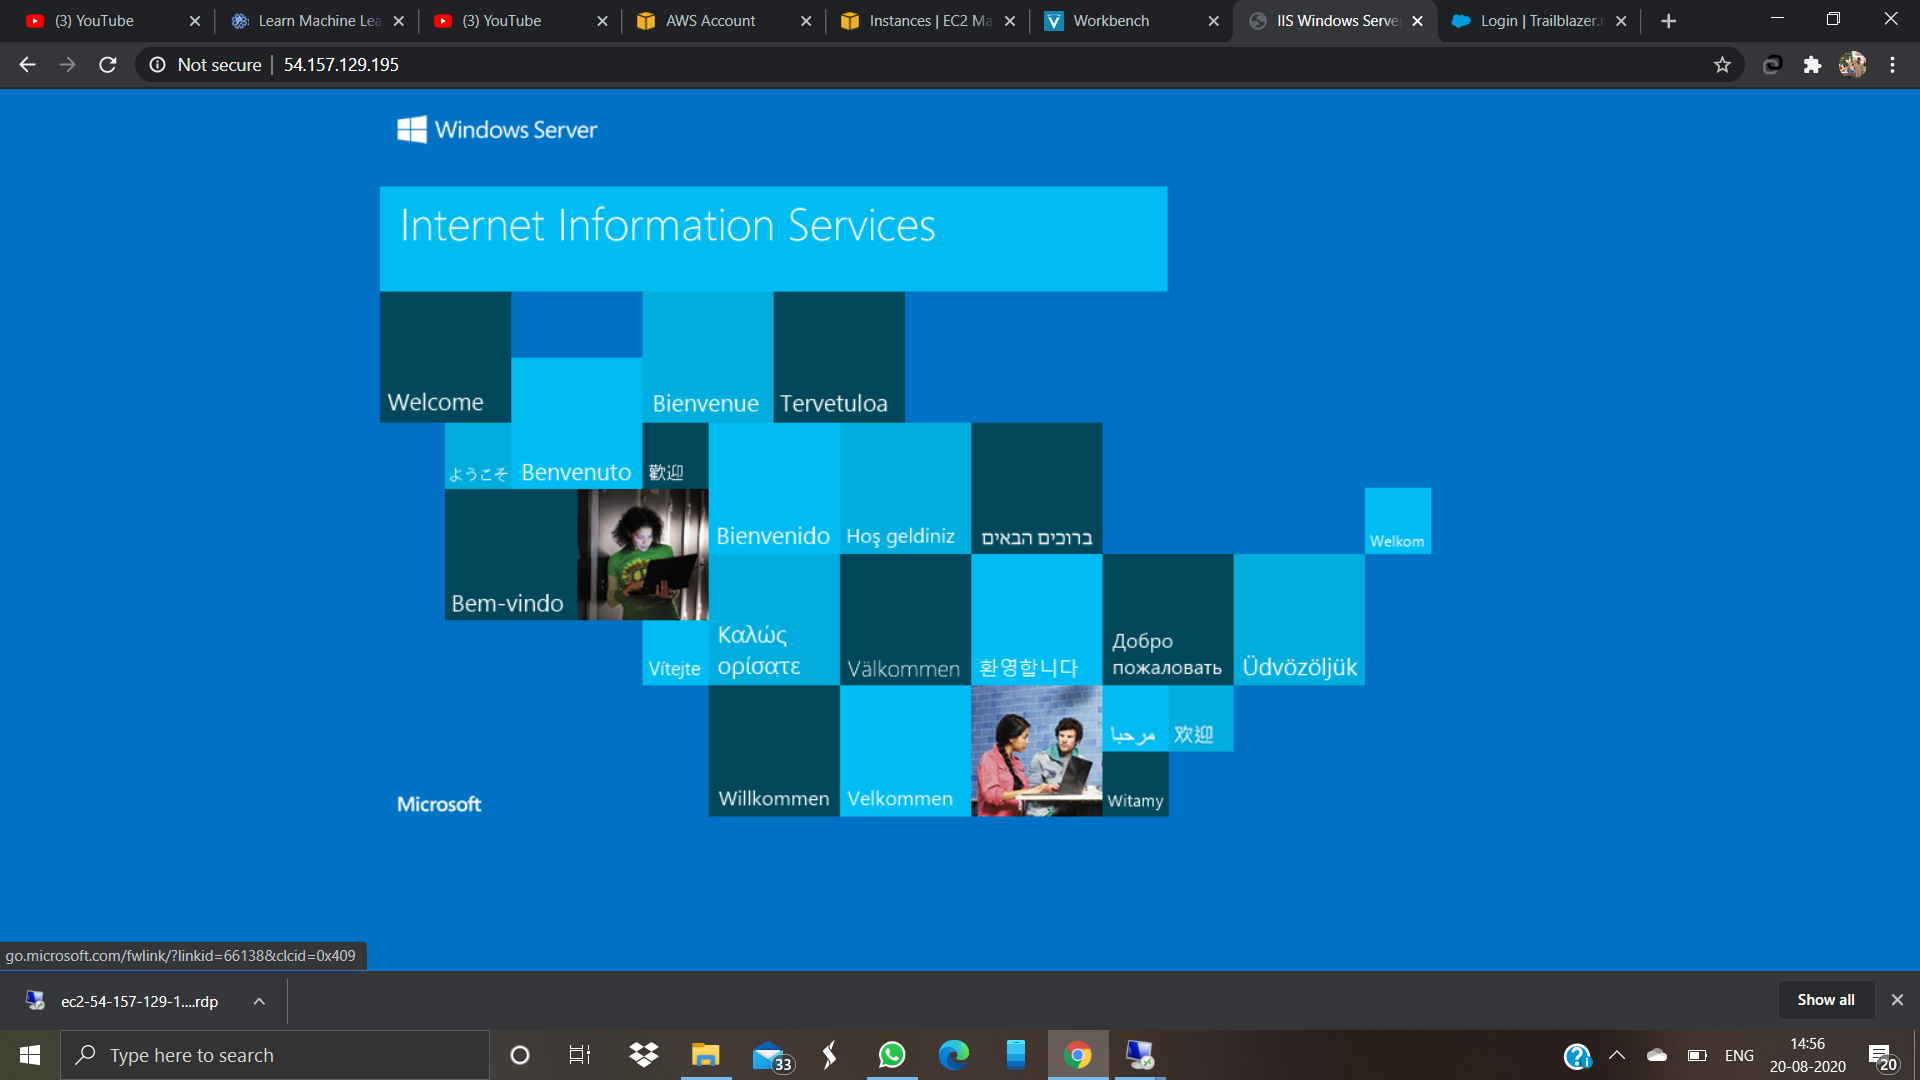 (3) YouTube
Learn Machine Lea
(3) YouTube
AWS Account
Instances | EC2 Ma
Workbench
IIS Windows Serve
Login | Trailblazer.
Not secure
54.157.129.195
Windows Server
Internet Information Services
Welcome
Bienvenue
Tervetuloa
ようこそ
Benvenuto
歡迎
Bienvenido
Hoş geldiniz
ברוכים הבאים
Welkom
Bem-vindo
Vítejte
Καλώς
ορίσατε
Välkommen
환영합니다
Добро
пожаловать
Üdvözöljük
Microsoft
Willkommen
Velkommen
مرحبا
欢迎
Witamy
go.microsoft.com/fwlink/?linkid=66138&clcid=0x409
ec2-54-157-129-1....rdp
Show all
Type here to search
33
ENG
14:56
20-08-2020
20